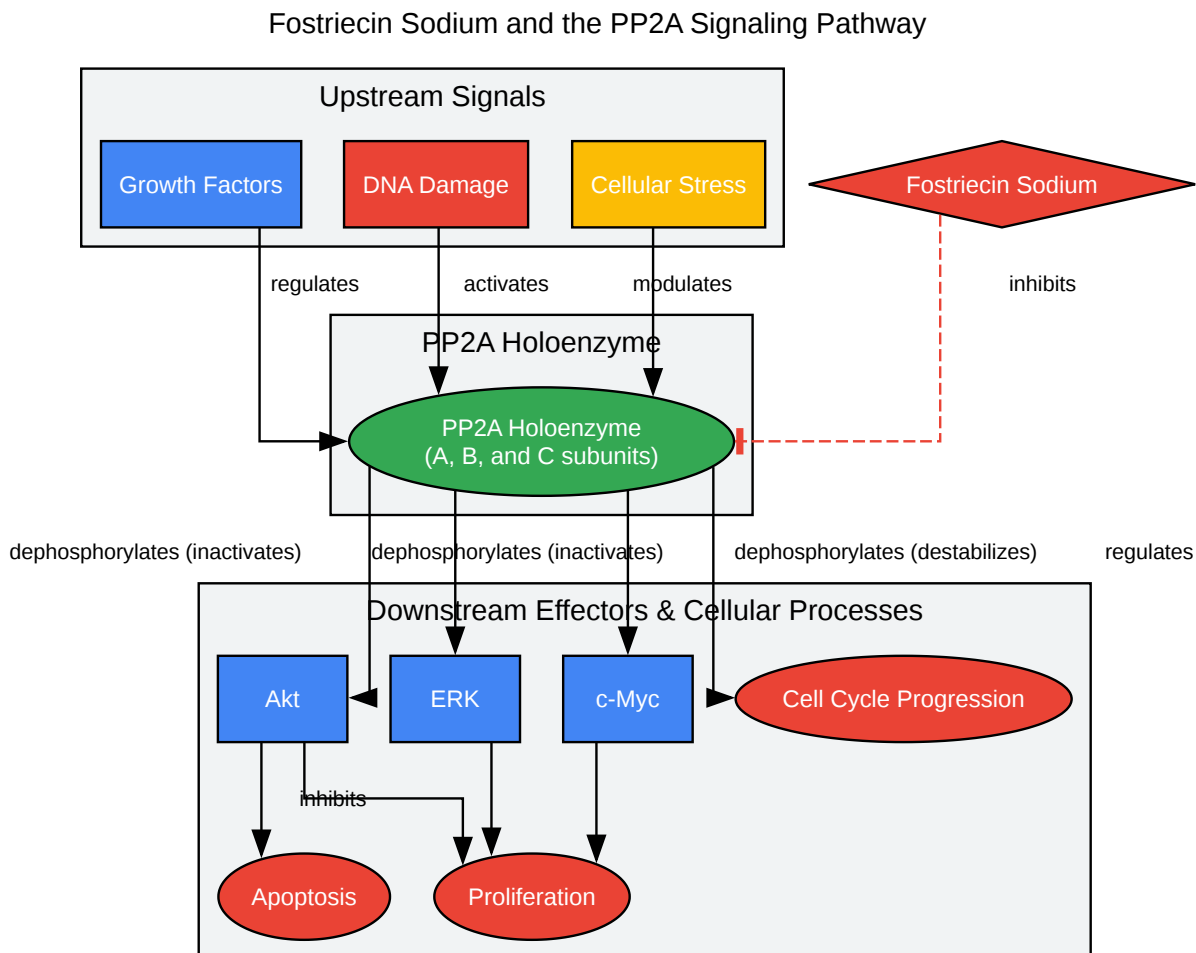 Fostriecin Sodium and the PP2A Signaling Pathway
Upstream Signals
Growth Factors
DNA Damage
Cellular Stress
Fostriecin Sodium
regulates
activates
modulates
inhibits
PP2A Holoenzyme
PP2A Holoenzyme
(A, B, and C subunits)
dephosphorylates (inactivates)
dephosphorylates (inactivates)
dephosphorylates (destabilizes)
regulates
Downstream Effectors & Cellular Processes
Akt
ERK
c-Myc
Cell Cycle Progression
inhibits
Apoptosis
Proliferation